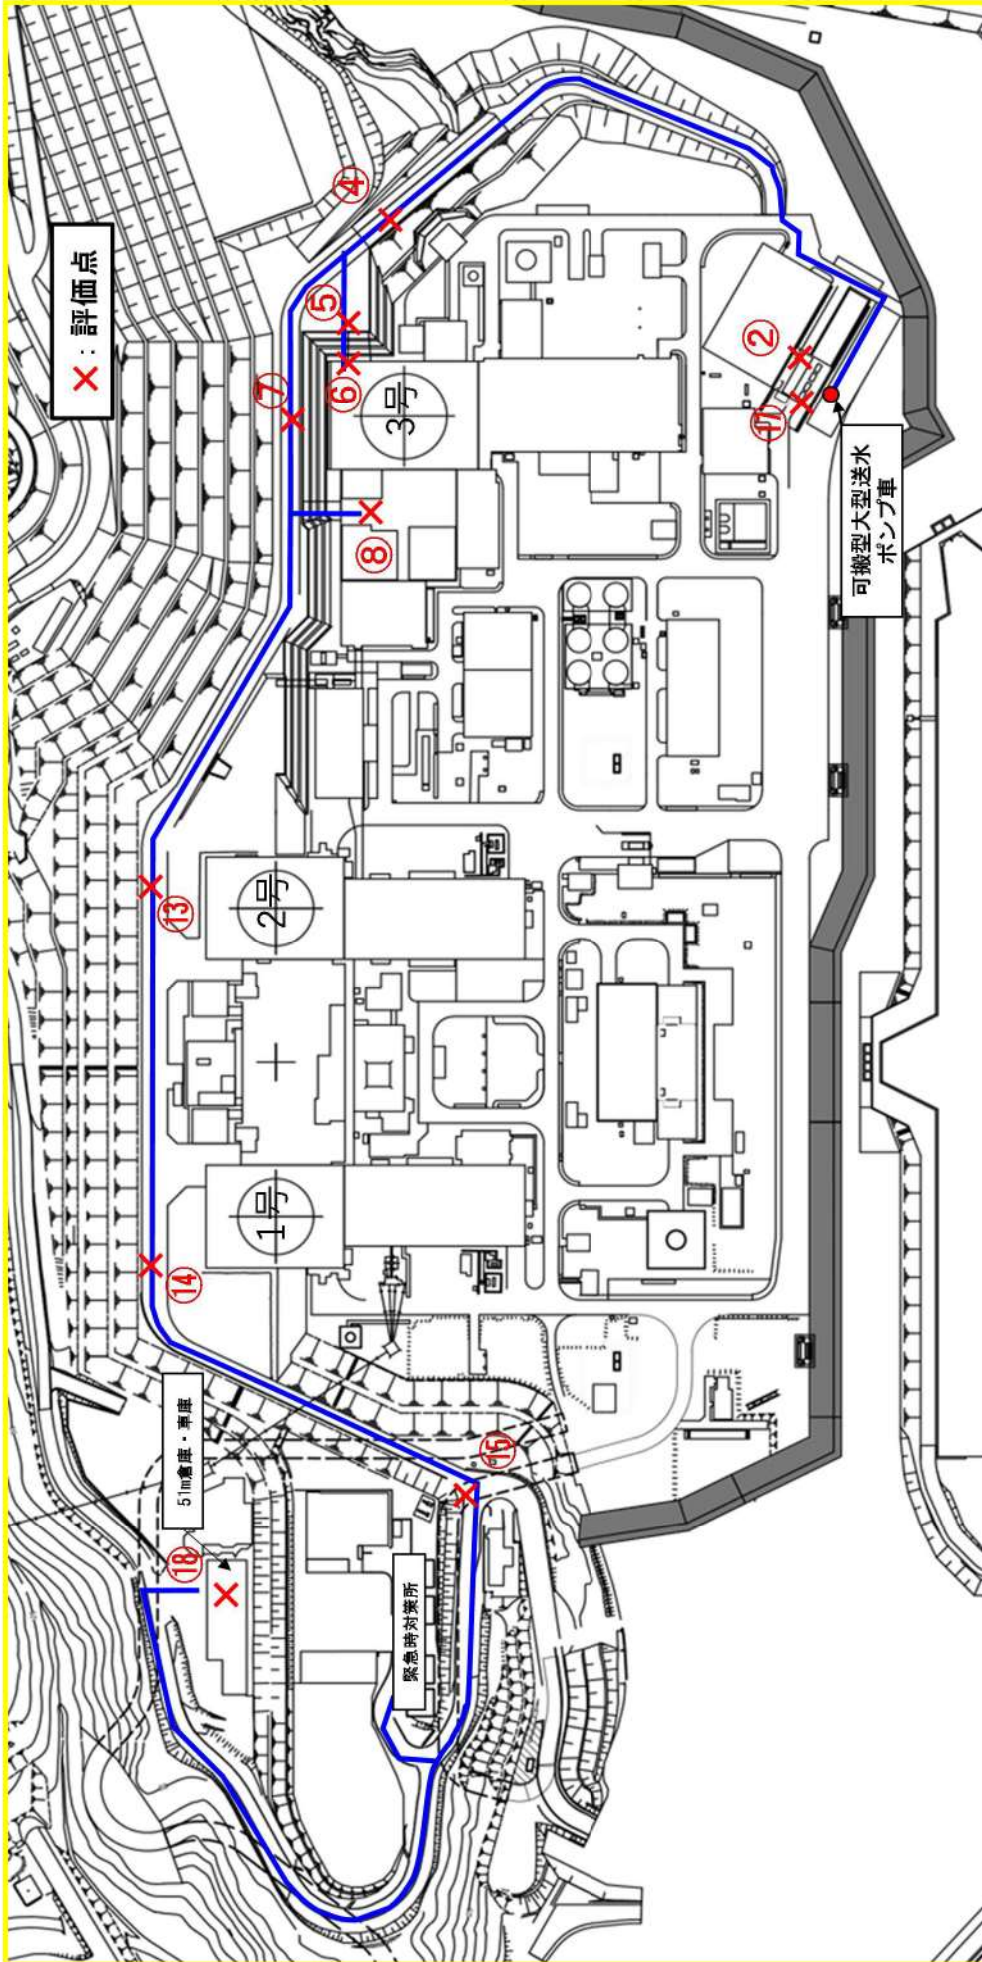 ×：評価点
④
⑤
⑥
⑦
②
⑰
3号
⑧
可搬型大型送水
ポンプ車
⑬
2号
1号
⑭
51m倉庫・車庫
⑮
⑱
緊急時対策所